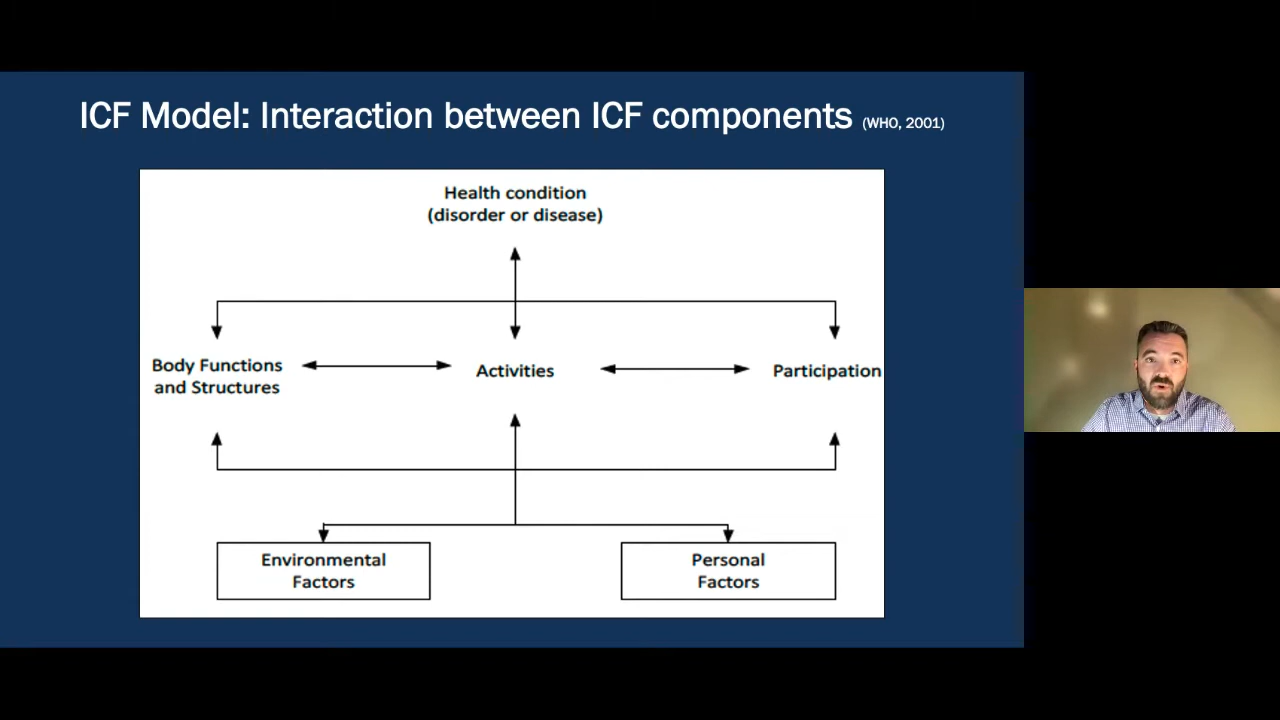 ICF Model: Interaction between ICF components (WHO, 2001)
Health condition
(disorder or disease)
Body Functions
and Structures
Activities
Participation
Environmental
Factors
Personal
Factors